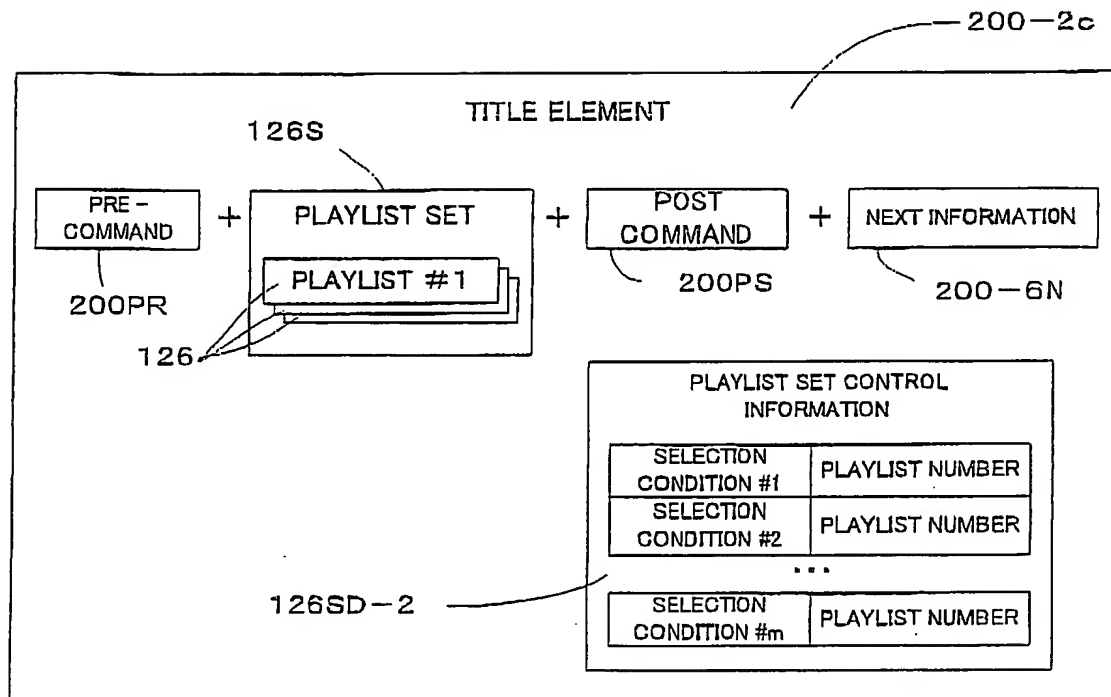 200-2c
TITLE ELEMENT
126S
PRE-
COMMAND
+
PLAYLIST SET
PLAYLIST #1
+
POST
COMMAND
+
NEXT INFORMATION
200PR
126
200PS
200-6N
PLAYLIST SET CONTROL
INFORMATION
SELECTION
CONDITION #1
PLAYLIST NUMBER
SELECTION
CONDITION #2
PLAYLIST NUMBER
...
126SD-2
SELECTION
CONDITION #m
PLAYLIST NUMBER